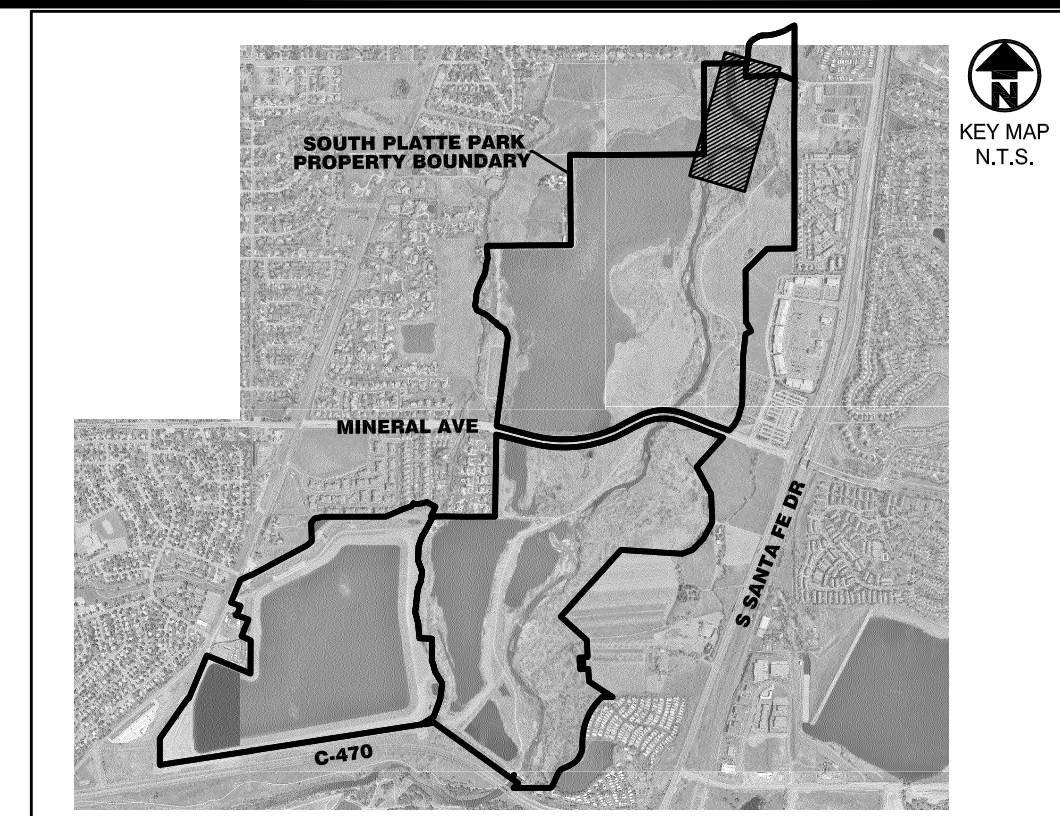 N
KEY MAP
N.T.S.
SOUTH PLATTE PARK
PROPERTY BOUNDARY
MINERAL AVE
S SANTA FE DR
C-470